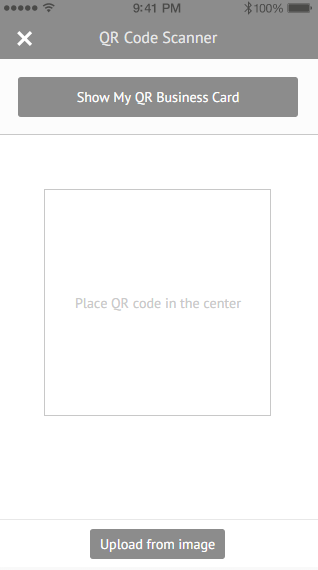 9:41 PM
100%
QR Code Scanner
Show My QR Business Card
Place QR code in the center
Upload from image